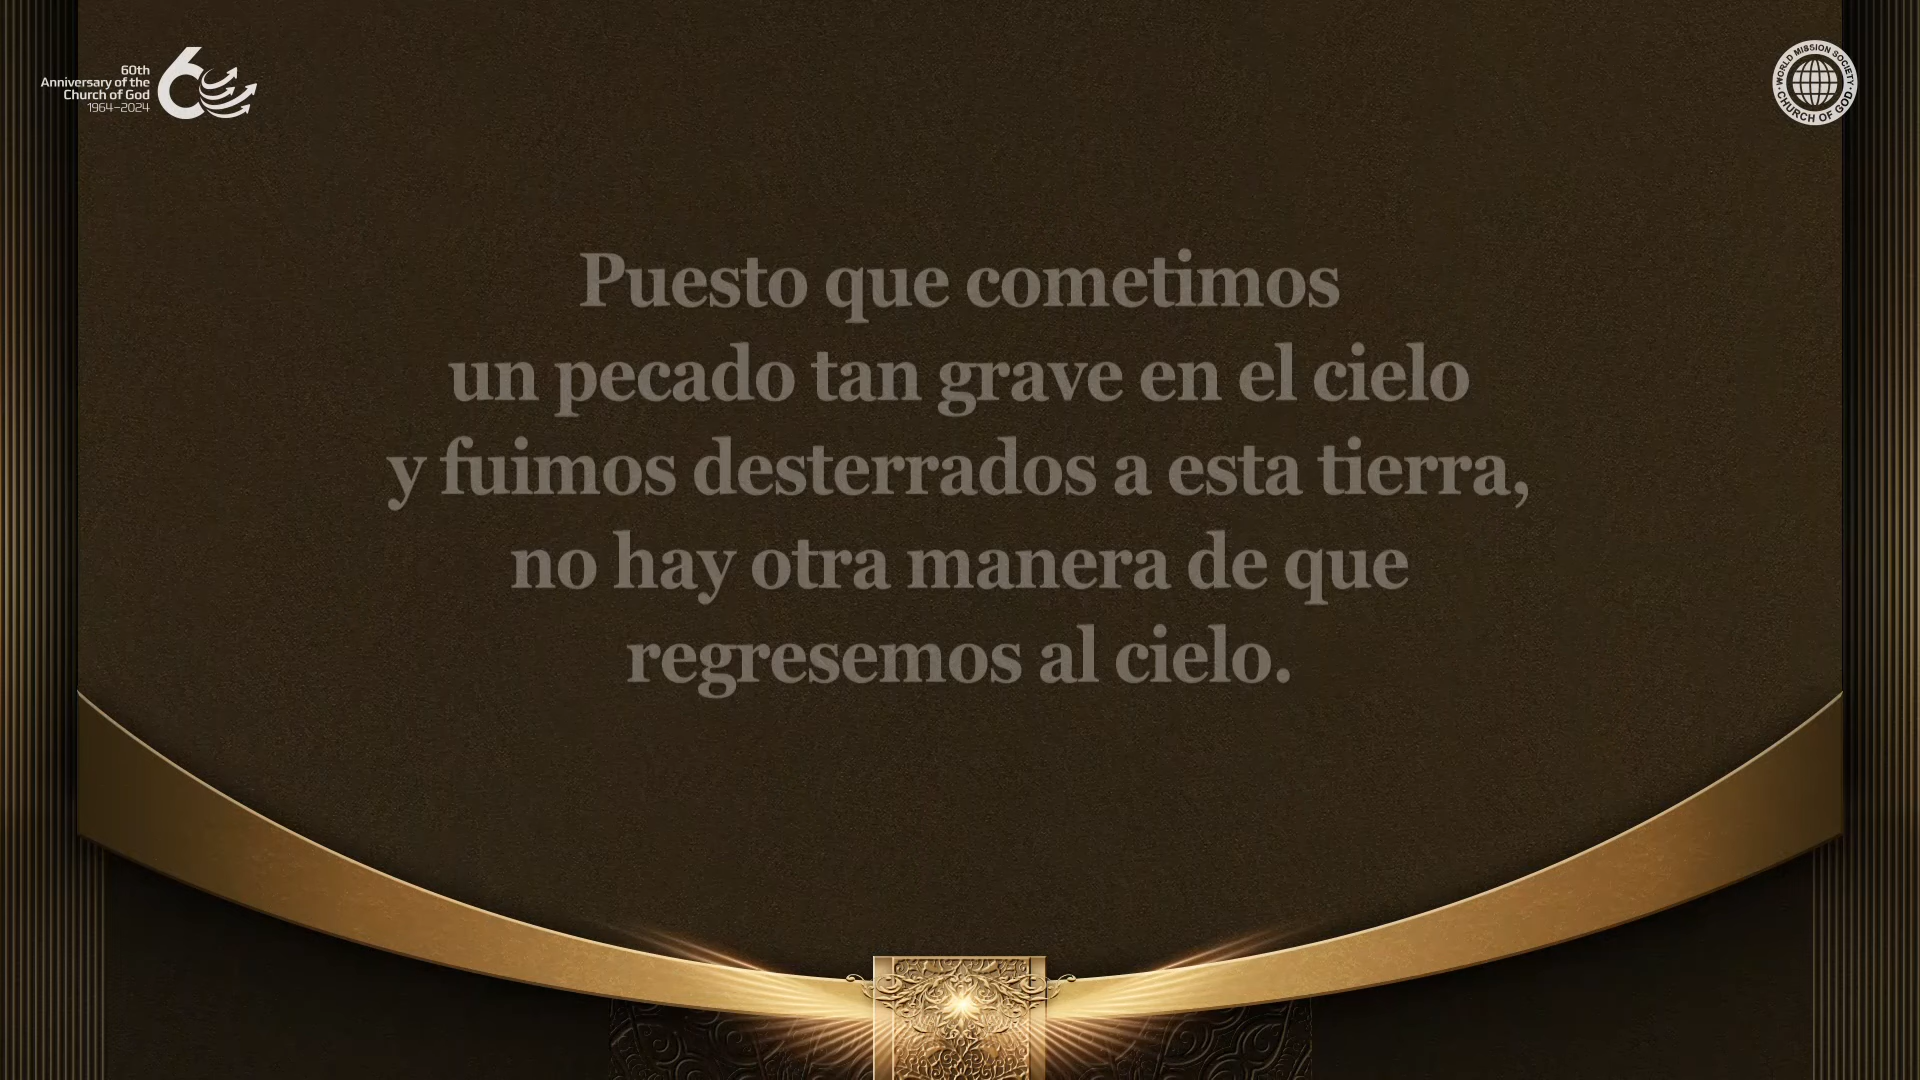 60th
Anniversary of the
Church of God
1964–2024
60
WORLD MISSION SOCIETY
CHURCH OF GOD
Puesto que cometimos
un pecado tan grave en el cielo
y fuimos desterrados a esta tierra,
no hay otra manera de que
regresemos al cielo.